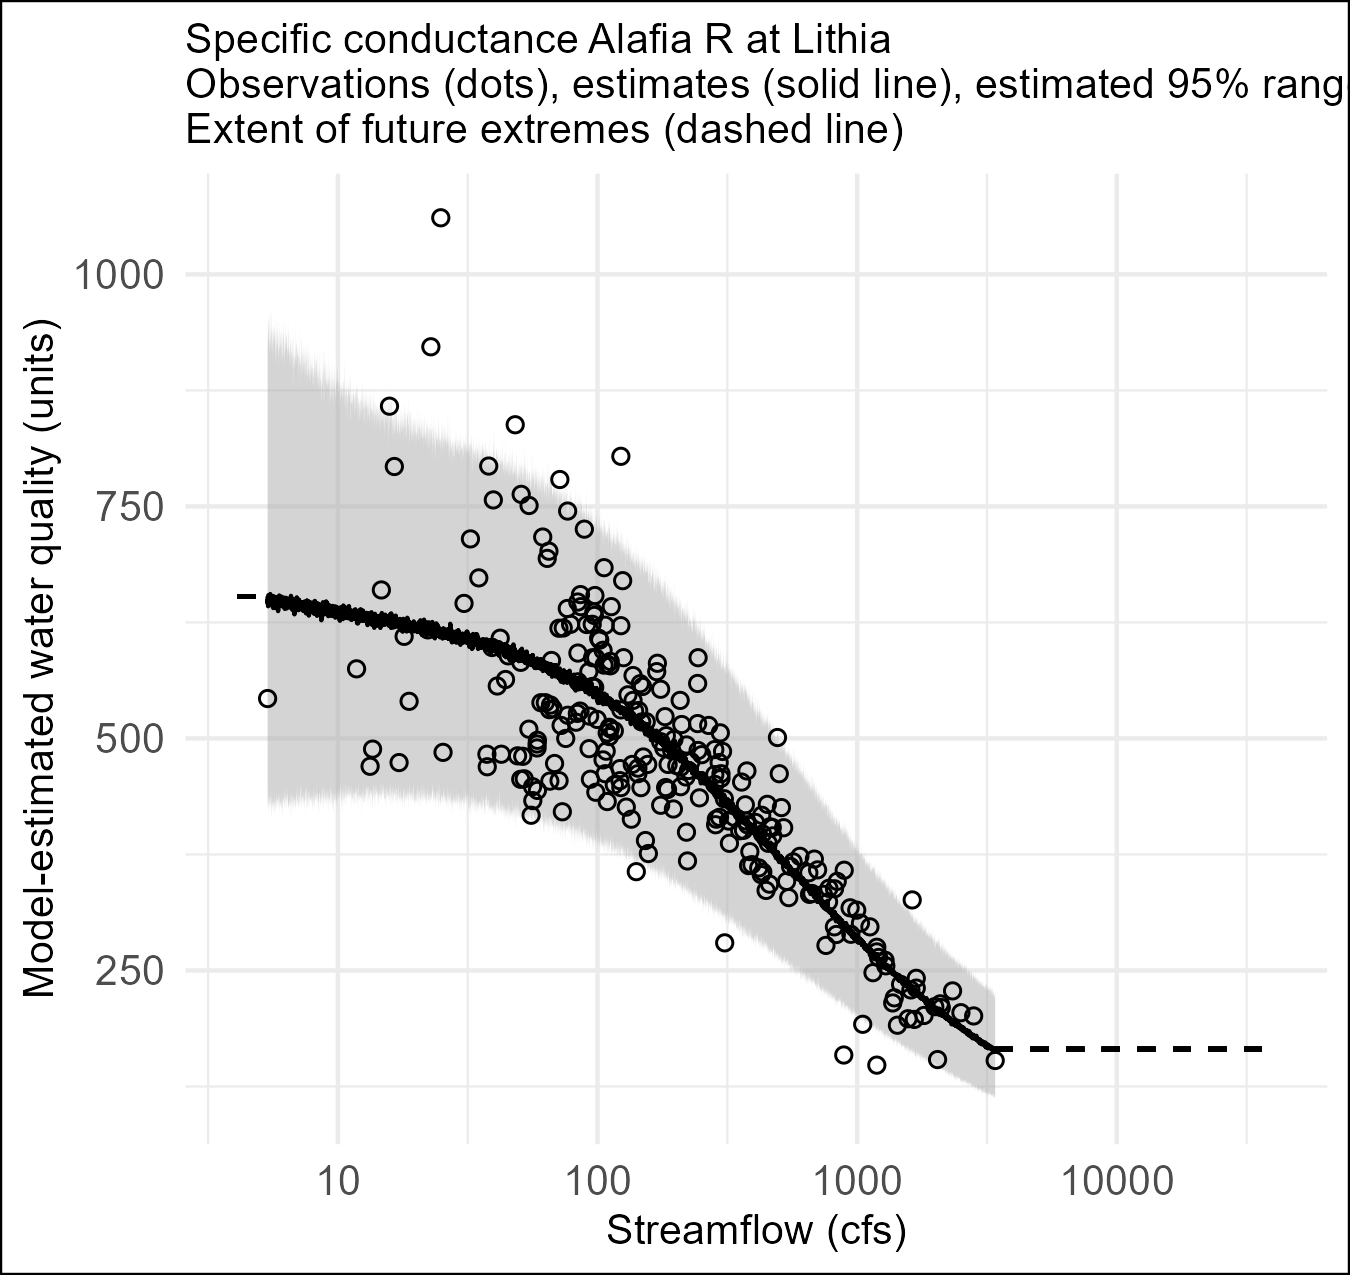 Specific conductance Alafia R at Lithia
Observations (dots), estimates (solid line), estimated 95% rang
Extent of future extremes (dashed line)
1000
750
500
250
Model-estimated water quality (units)
10 100 1000 10000
Streamflow (cfs)